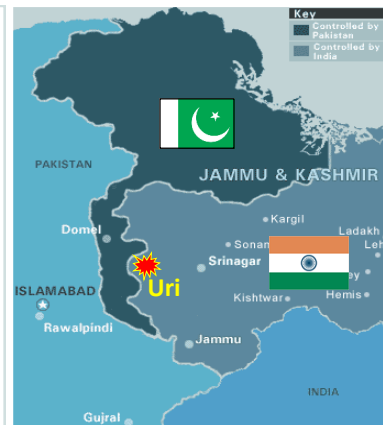 Key
Controlled by
Pakistan
Controlled by
India
PAKISTAN
JAMMU & KASHMIR
Kargil
Domel
Ladakh
Sonam
Srinagar
Uri
ISLAMABAD
Kishtwar
Hemis
Rawalpindi
Jammu
INDIA
Gujral